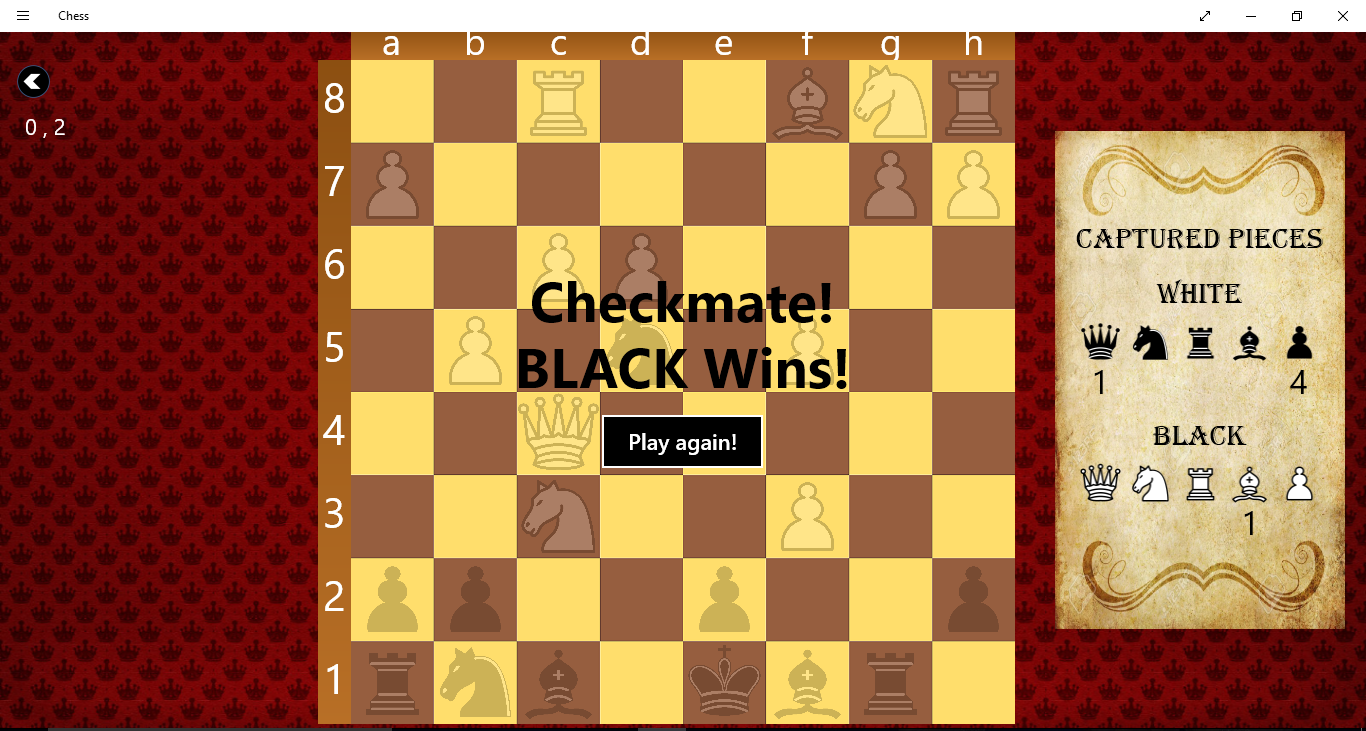 Chess
a b c d e f g h
0 , 2
8
7
6
5
4
3
2
1
Checkmate!
BLACK Wins!
Play again!
CAPTURED PIECES
WHITE
1 4
BLACK
1